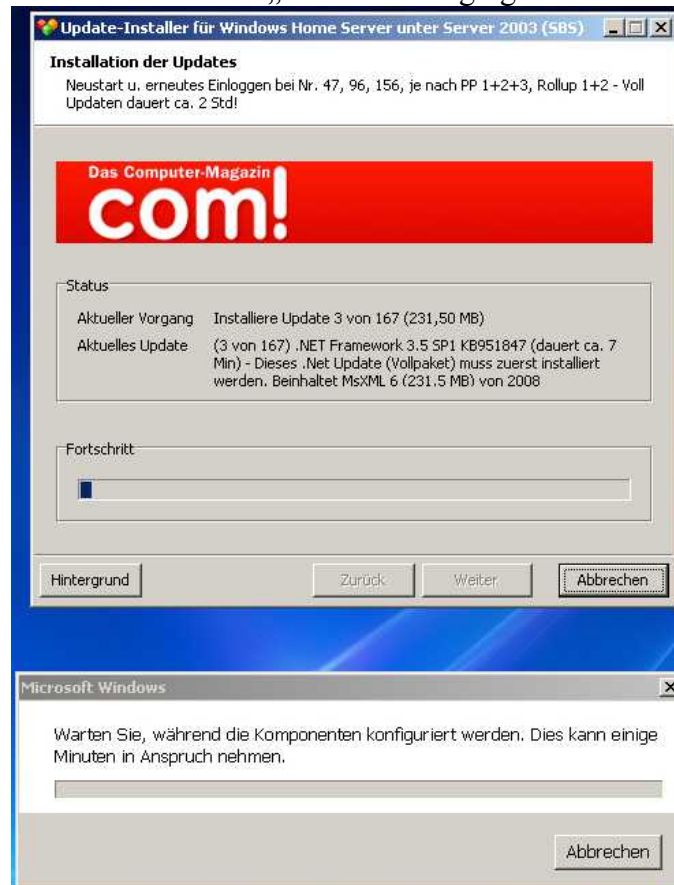 Update-Installer für Windows Home Server unter Server 2003 (SBS)
Installation der Updates
Neustart u. erneutes Einloggen bei Nr. 47, 96, 156, je nach PP 1+2+3, Rollup 1+2 - Voll
Updaten dauert ca. 2 Std!
Das Computer-Magazin
com!
Status
Aktueller Vorgang Installiere Update 3 von 167 (231,50 MB)
Aktuelles Update (3 von 167) .NET Framework 3.5 SP1 KB951847 (dauert ca. 7
Min) - Dieses .Net Update (Vollpaket) muss zuerst installiert
werden. Beinhaltet MsXML 6 (231.5 MB) von 2008
Fortschritt
Hintergrund Zurück Weiter Abbrechen
Microsoft Windows
Warten Sie, während die Komponenten konfiguriert werden. Dies kann einige
Minuten in Anspruch nehmen.
Abbrechen